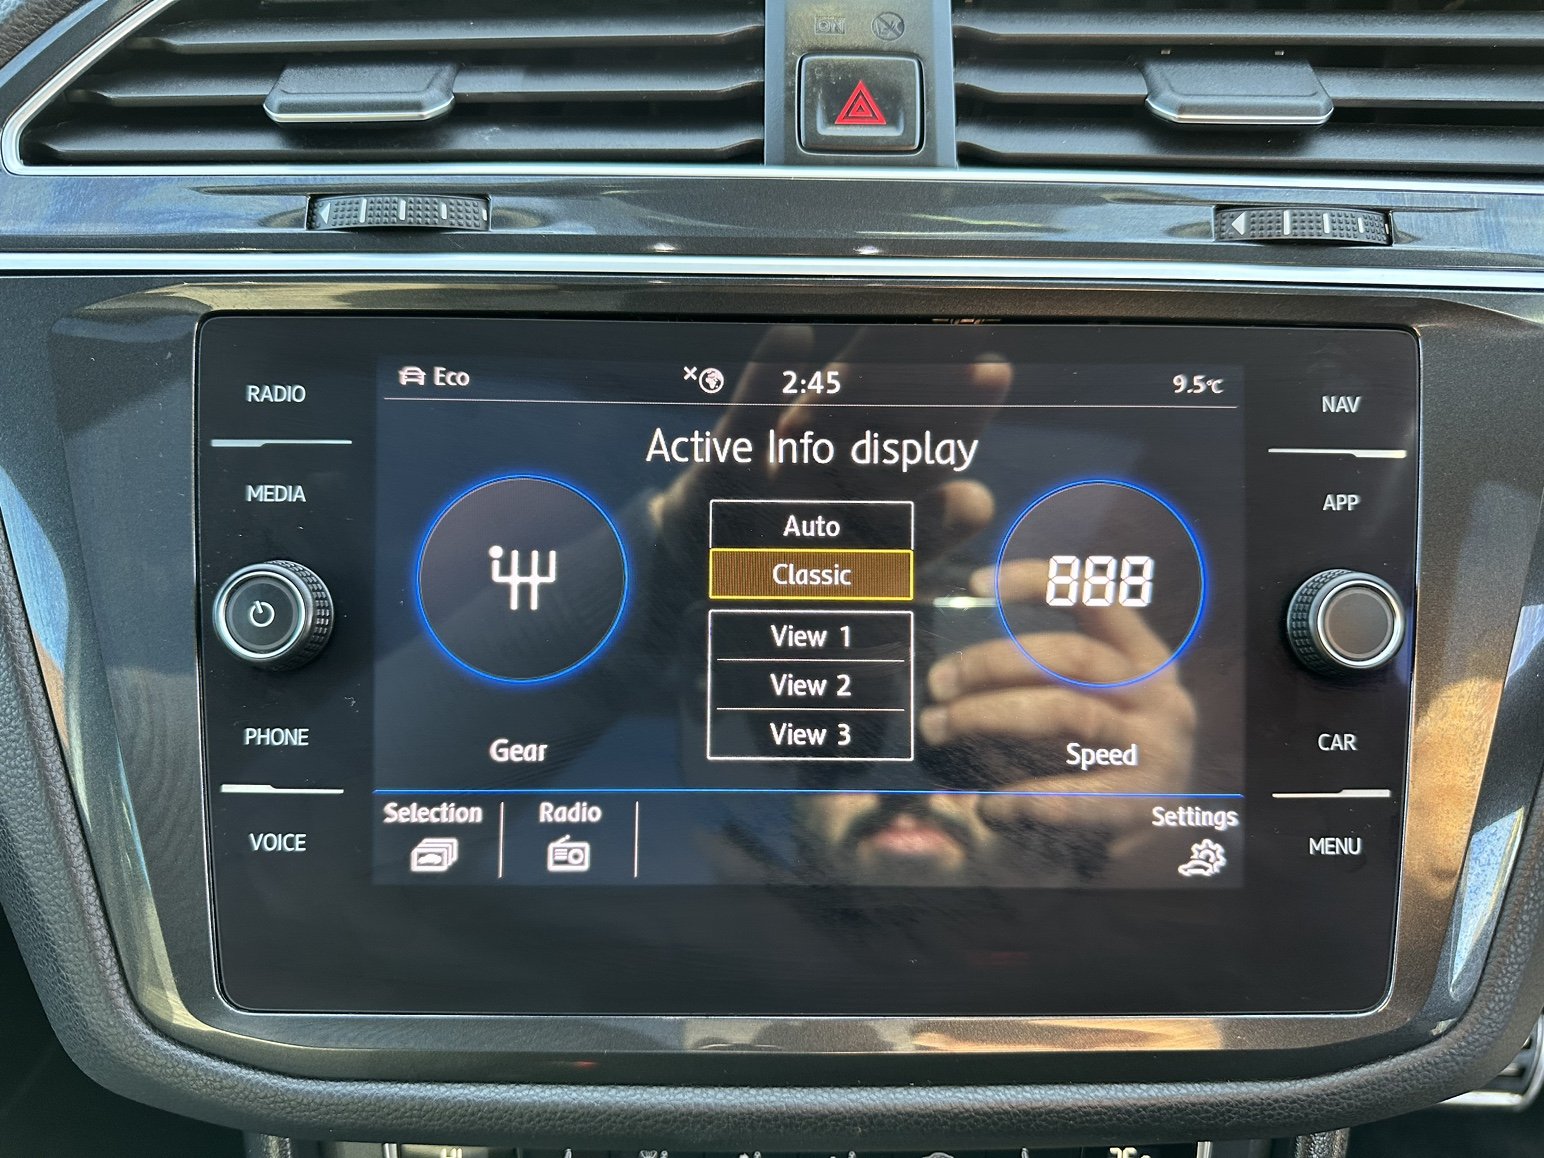 RADIO
MEDIA
PHONE
VOICE
Eco
2:45
9.5°C
Active Info display
Auto
Classic
View 1
View 2
View 3
888
Gear
Speed
Selection
Radio
Settings
NAV
APP
CAR
MENU